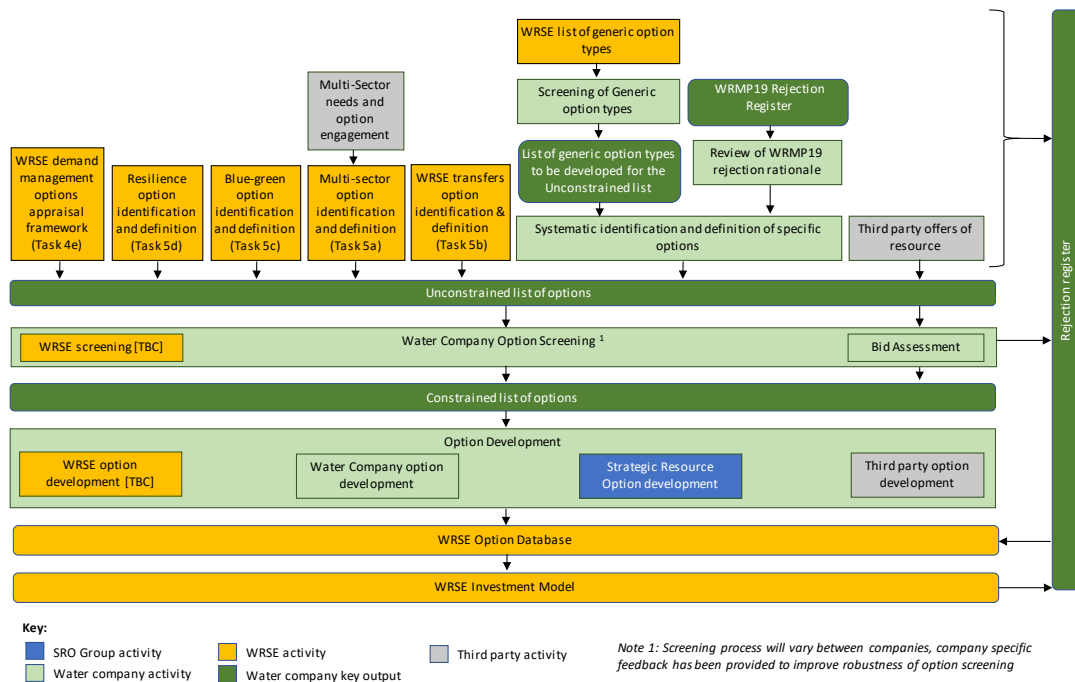 WRSE list of generic option
types
Multi-Sector
needs and
option
engagement
Screening of Generic
option types
WRMP19 Rejection
Register
WRSE demand
management
options
appraisal
framework
(Task 4e)
Resilience
option
identification
and definition
(Task 5d)
Blue-green
option
identification
and definition
(Task 5c)
Multi-sector
option
identification
and definition
(Task 5a)
WRSE transfers
option
identification &
definition
(Task 5b)
List of generic option types
to be developed for the
Unconstrained list
Review of WRMP19
rejection rationale
Systematic identification and definition of specific
options
Third party offers of
resource
Rejection register
Unconstrained list of options
WRSE screening [TBC]
Water Company Option Screening 1
Bid Assessment
Constrained list of options
Option Development
WRSE option
development [TBC]
Water Company option
development
Strategic Resource
Option development
Third party option
development
WRSE Option Database
WRSE Investment Model
Key:
SRO Group activity
WRSE activity
Third party activity
Water company activity
Water company key output
Note 1: Screening process will vary between companies, company specific
feedback has been provided to improve robustness of option screening